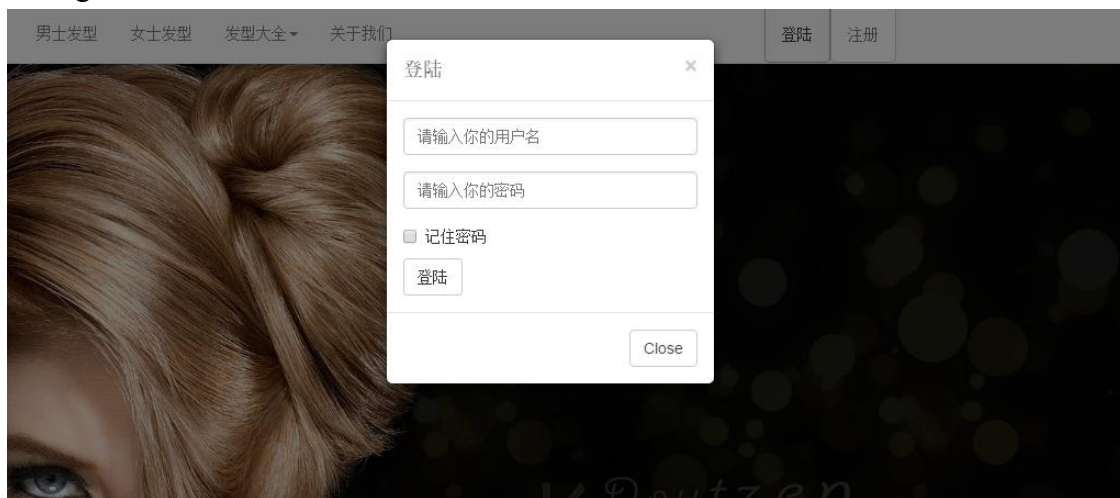 男士发型 女士发型 发型大全 关于我们 登陆 注册
登陆 ×
请输入你的用户名
请输入你的密码
记住密码
登陆
Close